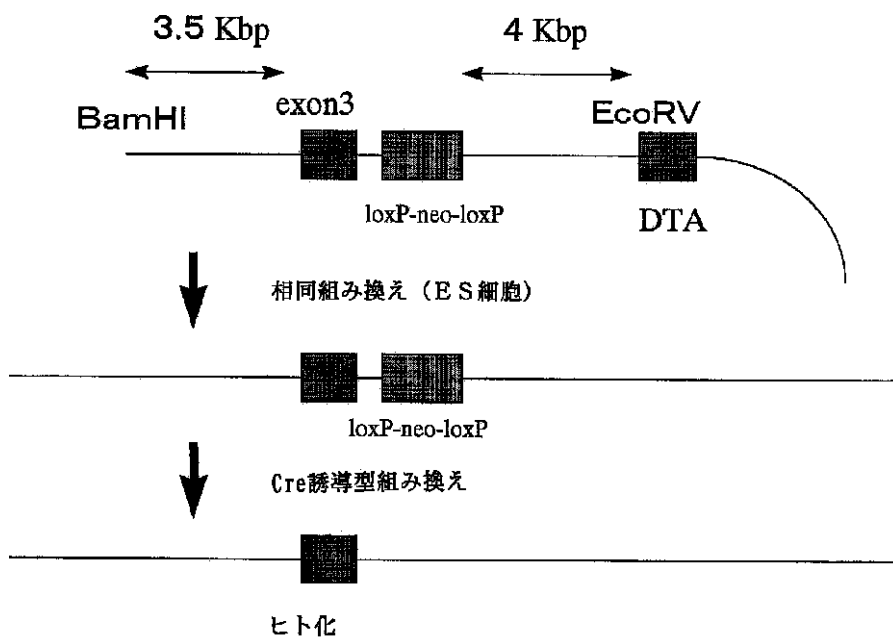 3.5 Kbp
4 Kbp
BamHI
exon3
EcoRV
loxP-neo-loxP
DTA
相同組み換え（ＥＳ細胞）
loxP-neo-loxP
Cre誘導型組み換え
ヒト化